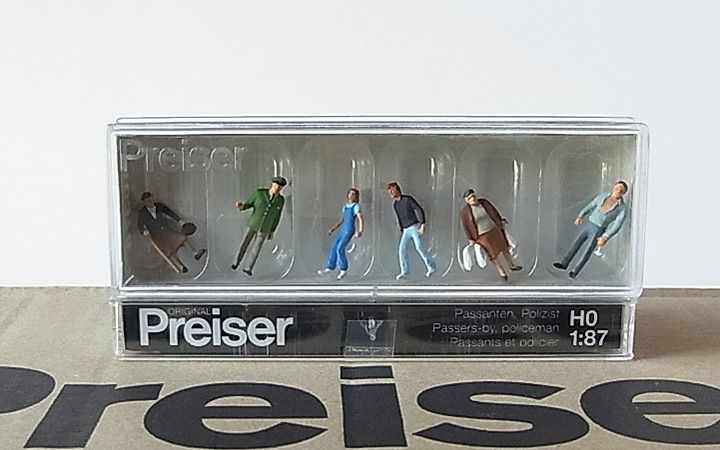 Preiser
ORIGINAL
Preiser
Passanten, Polizist
Passers-by, policeman
Passants et policier
H0
1:87
Preiser